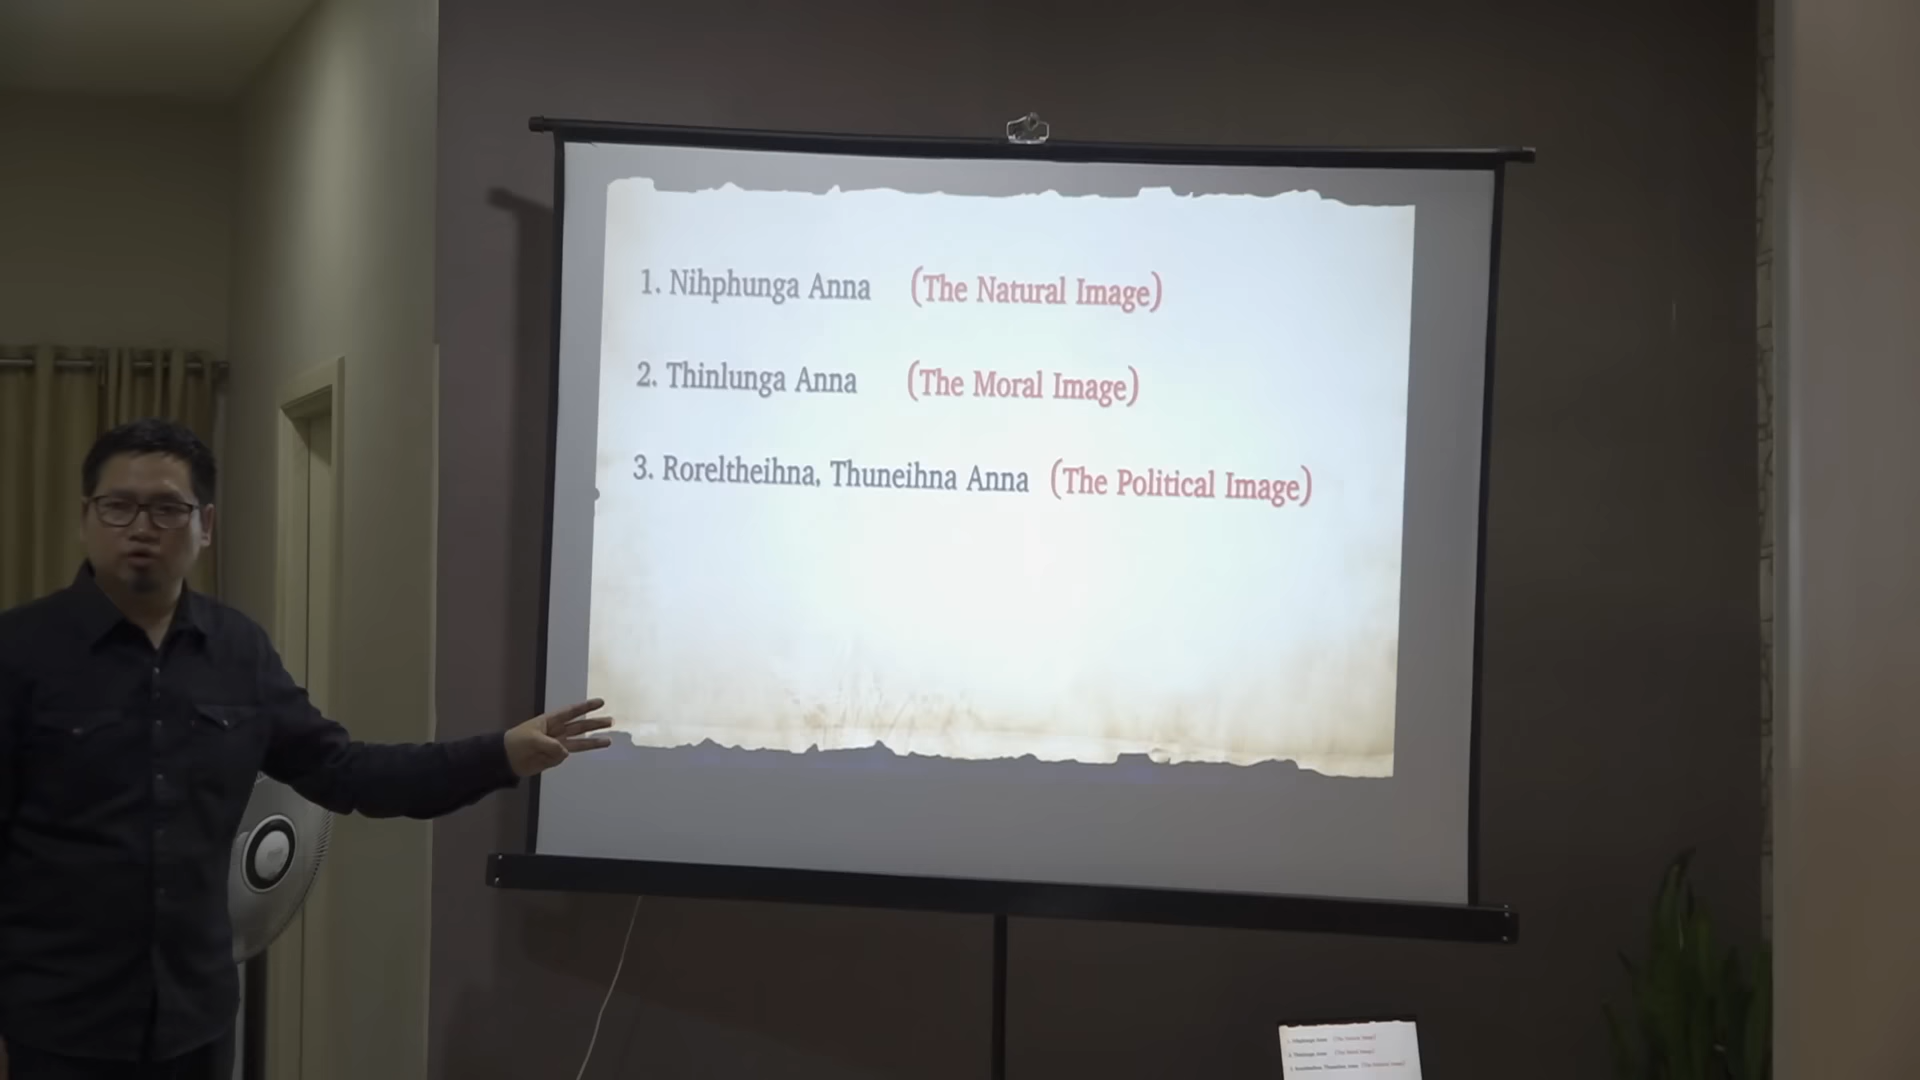 1. Nihphunga Anna (The Natural Image)
2. Thinlunga Anna (The Moral Image)
3. Roreltheihna, Thuneihna Anna (The Political Image)